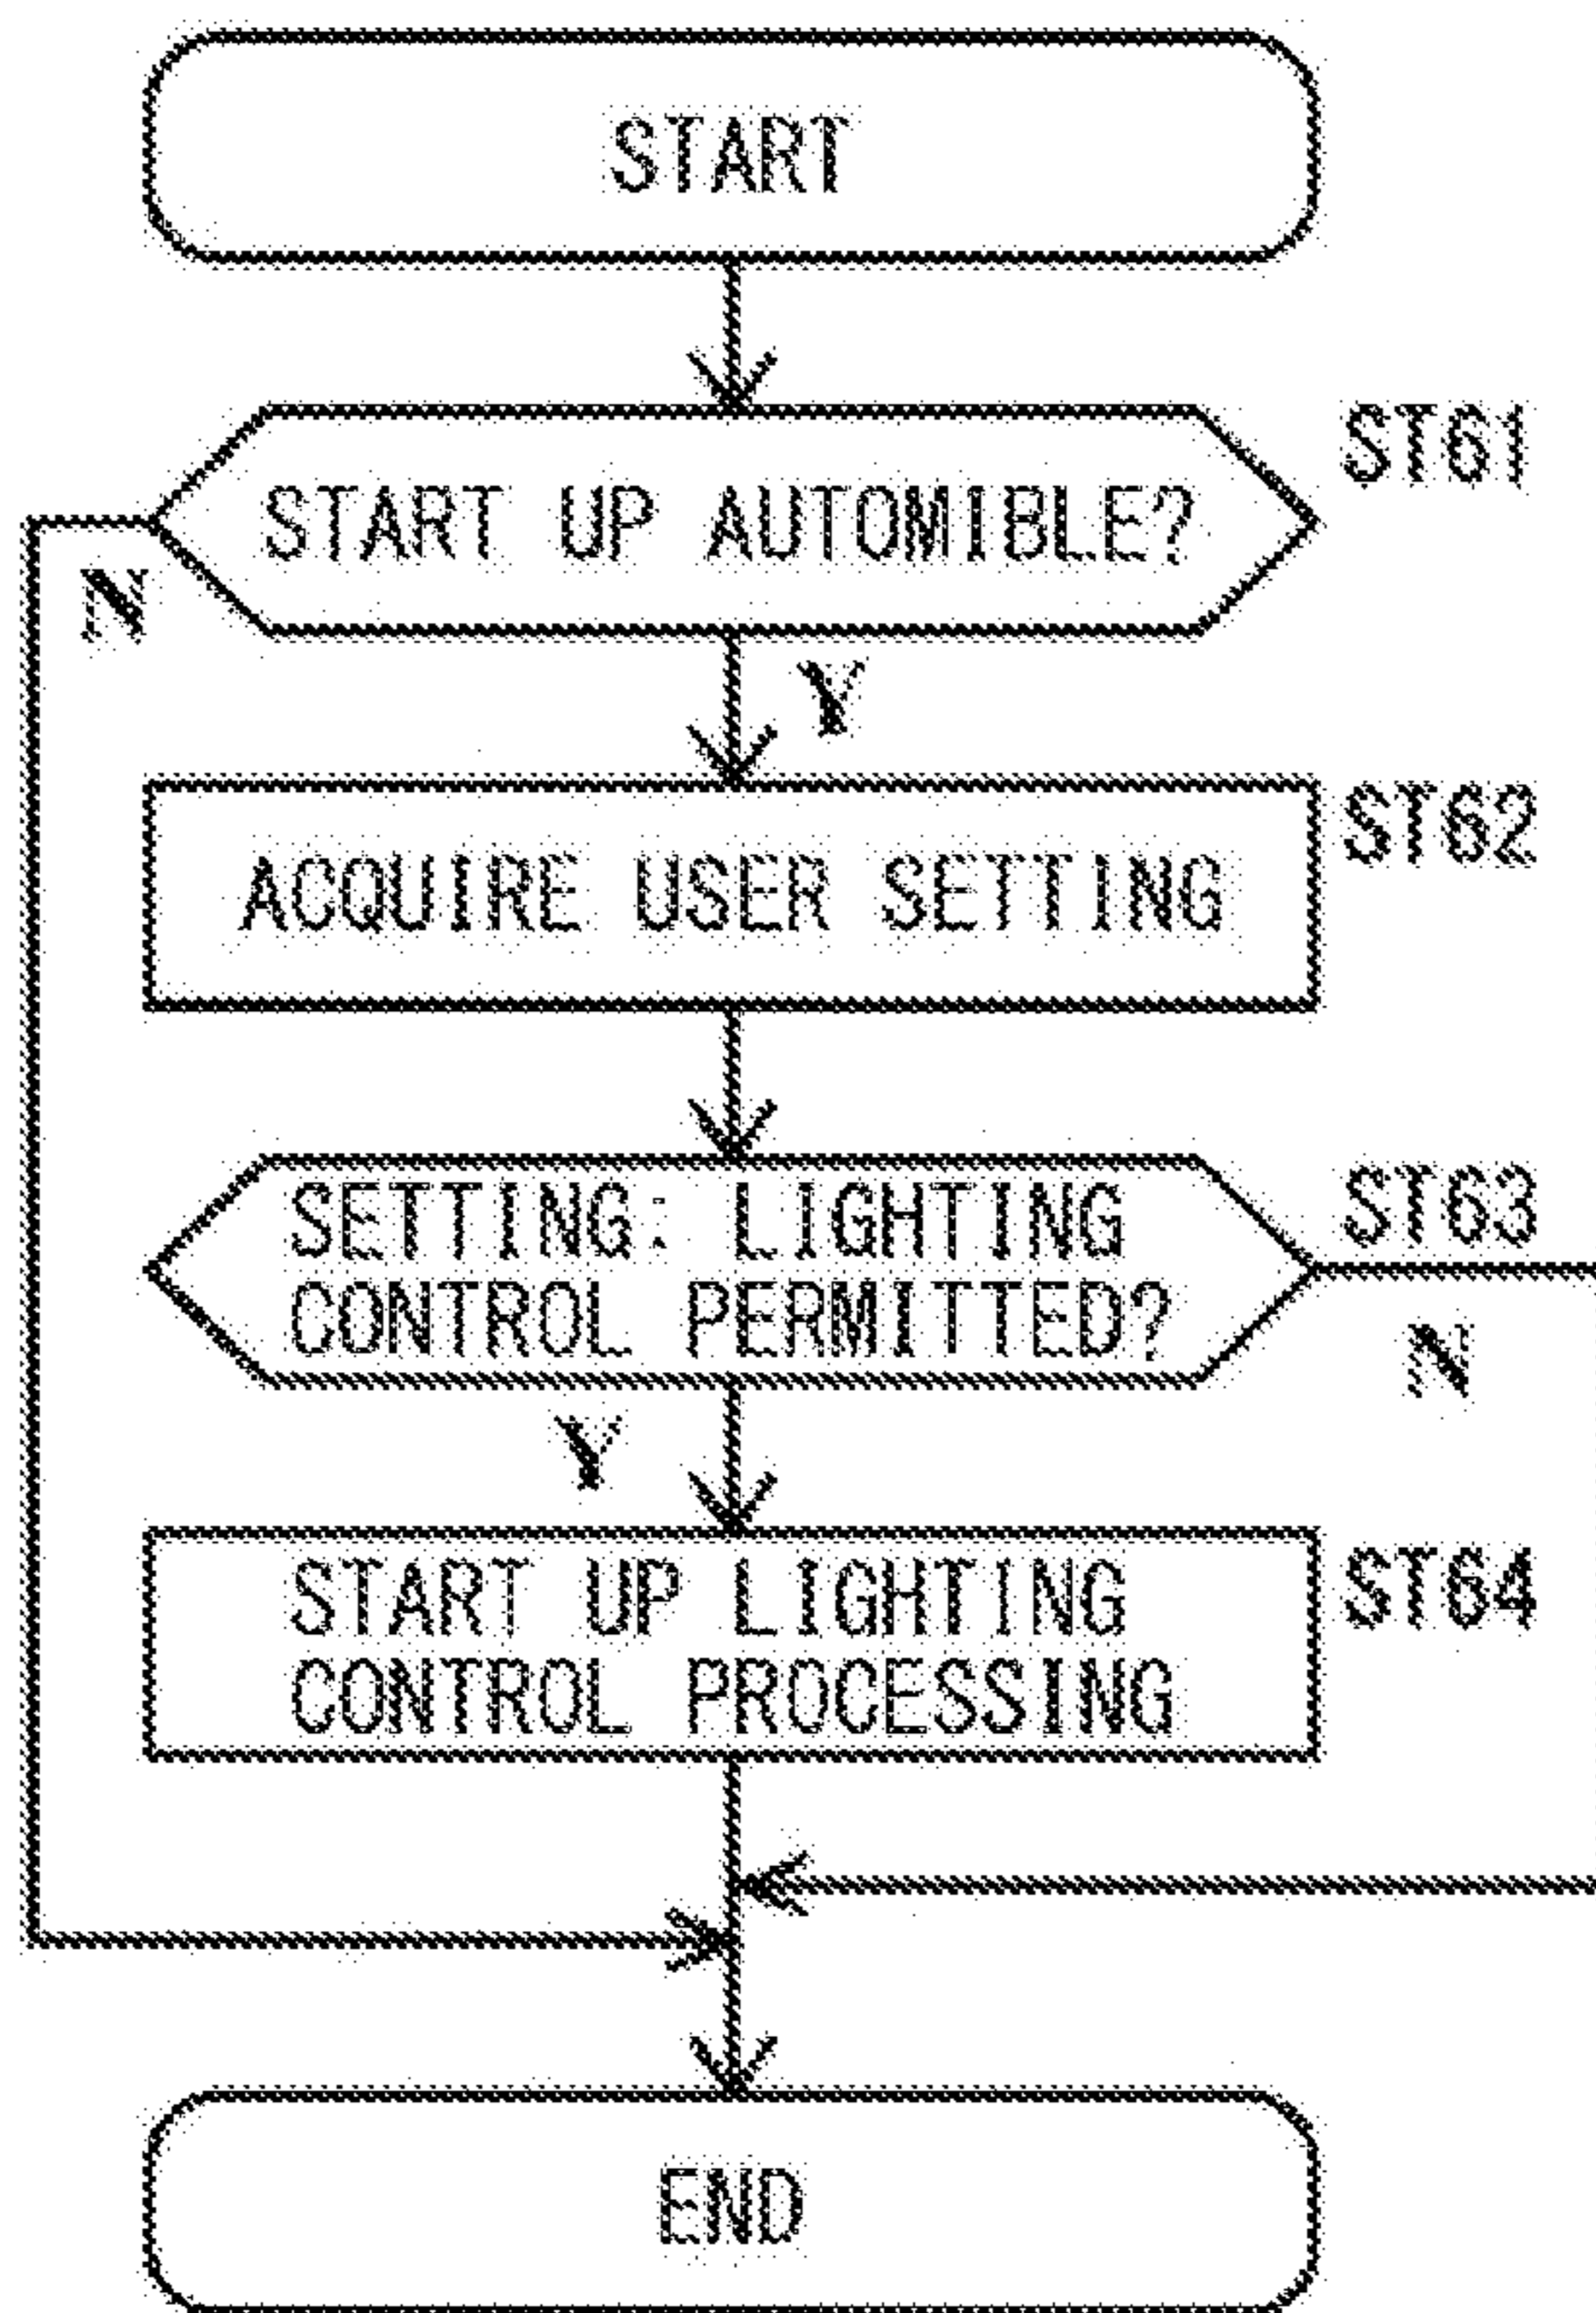 START
START UP AUTOMIBLE?
ST61
N
Y
ACQUIRE USER SETTING
ST62
SETTING: LIGHTING
CONTROL PERMITTED?
ST63
N
Y
START UP LIGHTING
CONTROL PROCESSING
ST64
END